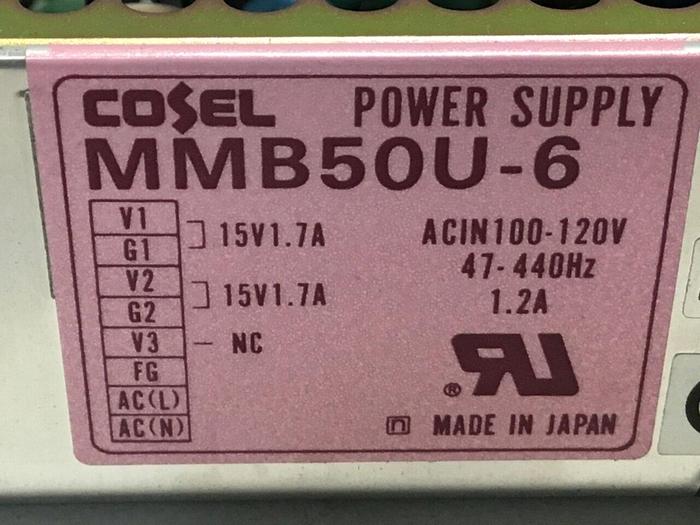 COSEL POWER SUPPLY
MMB50U-6
V1
G1
15V1.7A
V2
G2
15V1.7A
V3
NC
FG
AC(L)
AC(N)
ACIN100-120V
47-440Hz
1.2A
RU
®
n MADE IN JAPAN